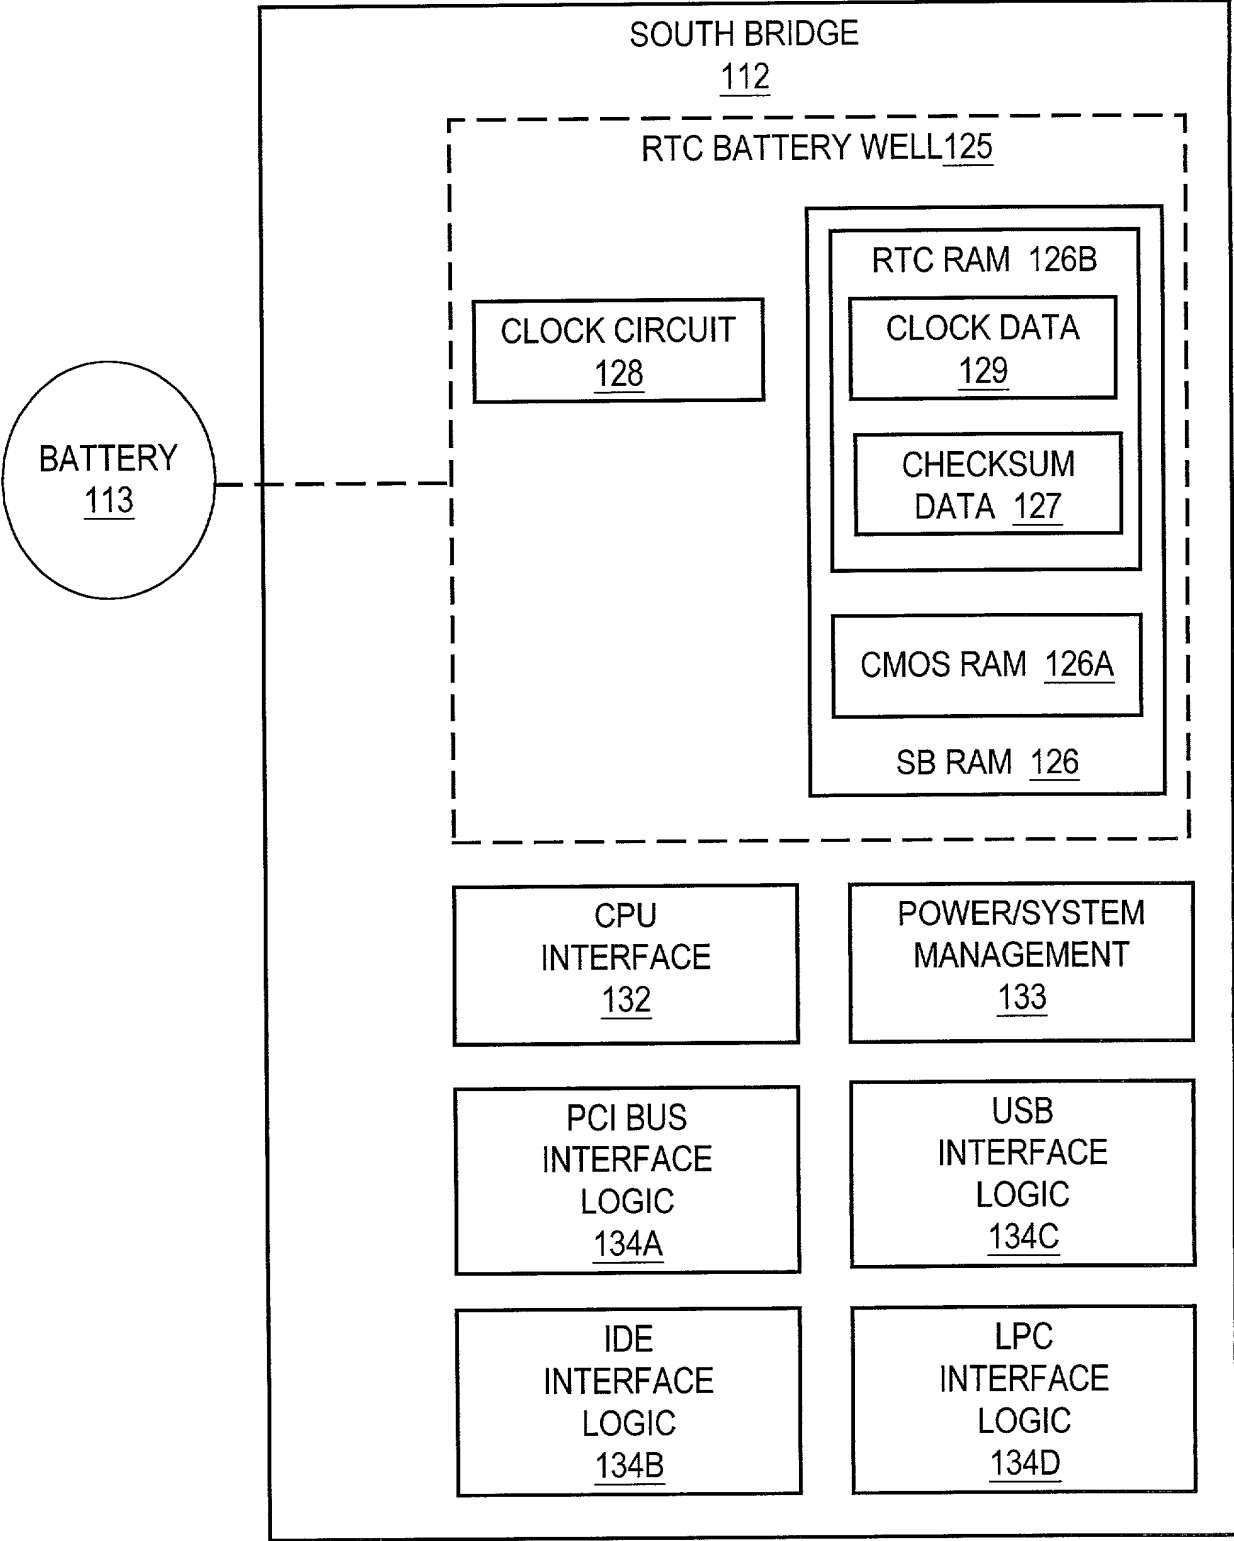 SOUTH BRIDGE
112
RTC BATTERY WELL 125
RTC RAM 126B
CLOCK CIRCUIT
128
CLOCK DATA
129
BATTERY
113
CHECKSUM
DATA 127
CMOS RAM 126A
SB RAM 126
CPU
INTERFACE
132
POWER/SYSTEM
MANAGEMENT
133
PCI BUS
INTERFACE
LOGIC
134A
USB
INTERFACE
LOGIC
134C
IDE
INTERFACE
LOGIC
134B
LPC
INTERFACE
LOGIC
134D